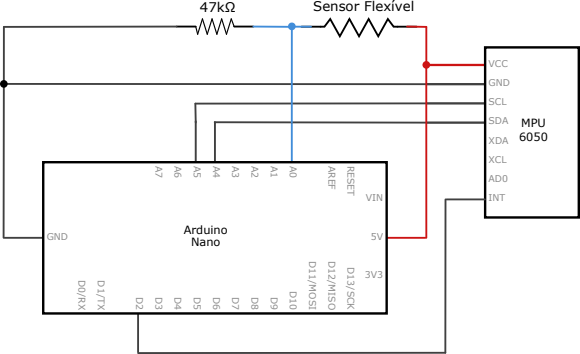 47kΩ
Sensor Flexível
VCC
GND
SCL
SDA
XDA
XCL
AD0
INT
MPU
6050
A7
A6
A5
A4
A3
A2
A1
A0
AREF
RESET
VIN
GND
Arduino
Nano
5V
3V3
D0/RX
D1/TX
D2
D3
D4
D5
D6
D7
D8
D9
D10
D11/MOSI
D12/MISO
D13/SCK